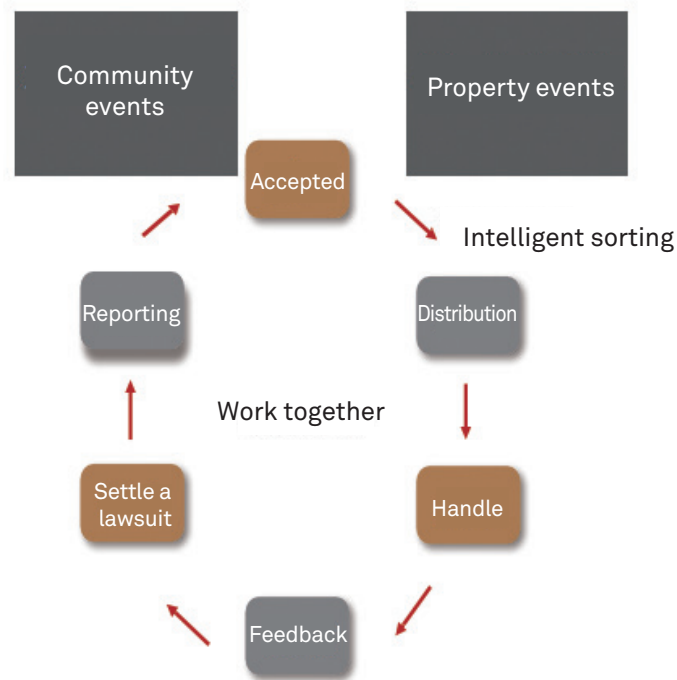 Community
events
Property events
Accepted
Intelligent sorting
Reporting
Distribution
Work together
Settle a
lawsuit
Handle
Feedback